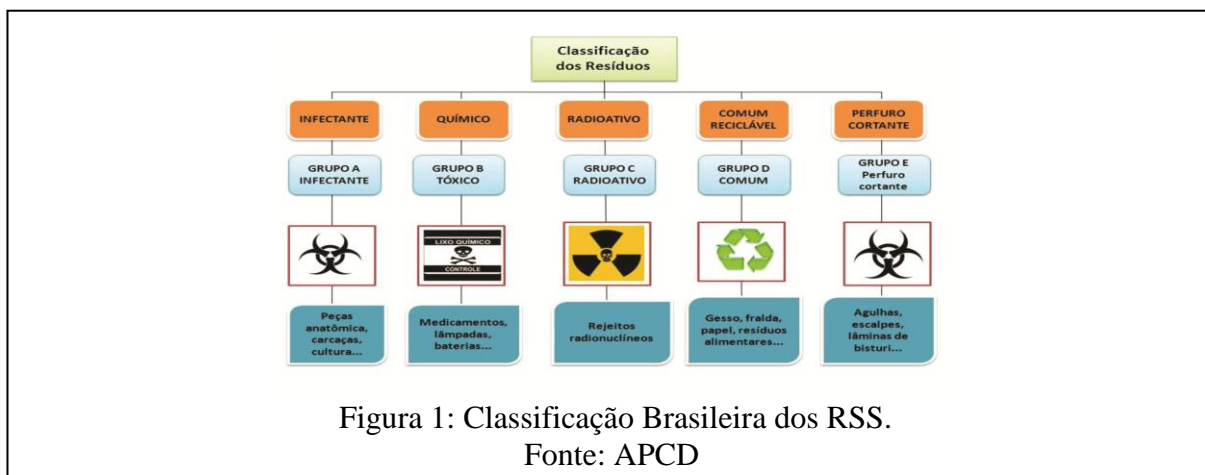 Classificação
dos Resíduos
INFECTANTE
QUÍMICO
RADIOATIVO
COMUM
RECICLÁVEL
PERFURO
CORTANTE
GRUPO A
INFECTANTE
GRUPO B
TÓXICO
GRUPO C
RADIOATIVO
GRUPO D
COMUM
GRUPO E
Perfuro
cortante
LIXO QUÍMICO
CONTROLE
Peças
anatômica,
carcaças,
cultura...
Medicamentos,
lâmpadas,
baterias...
Rejeitos
radionuclíneos
Gesso, fralda,
papel, resíduos
alimentares...
Agulhas,
escalpes,
lâminas de
bisturi...
Figura 1: Classificação Brasileira dos RSS.
Fonte: APCD